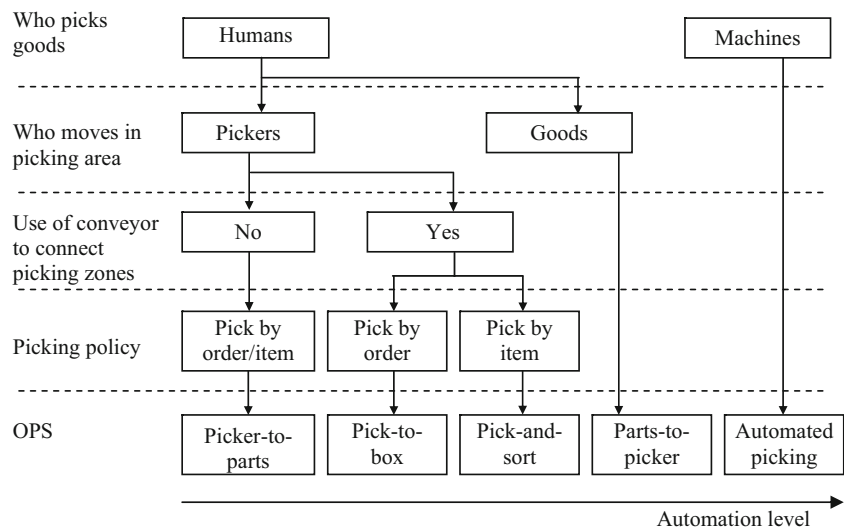 Who picks
goods
Humans
Machines
Who moves in
picking area
Pickers
Goods
Use of conveyor
to connect
picking zones
No
Yes
Picking policy
Pick by
order/item
Pick by
order
Pick by
item
OPS
Picker-to-
parts
Pick-to-
box
Pick-and-
sort
Parts-to-
picker
Automated
picking
Automation level